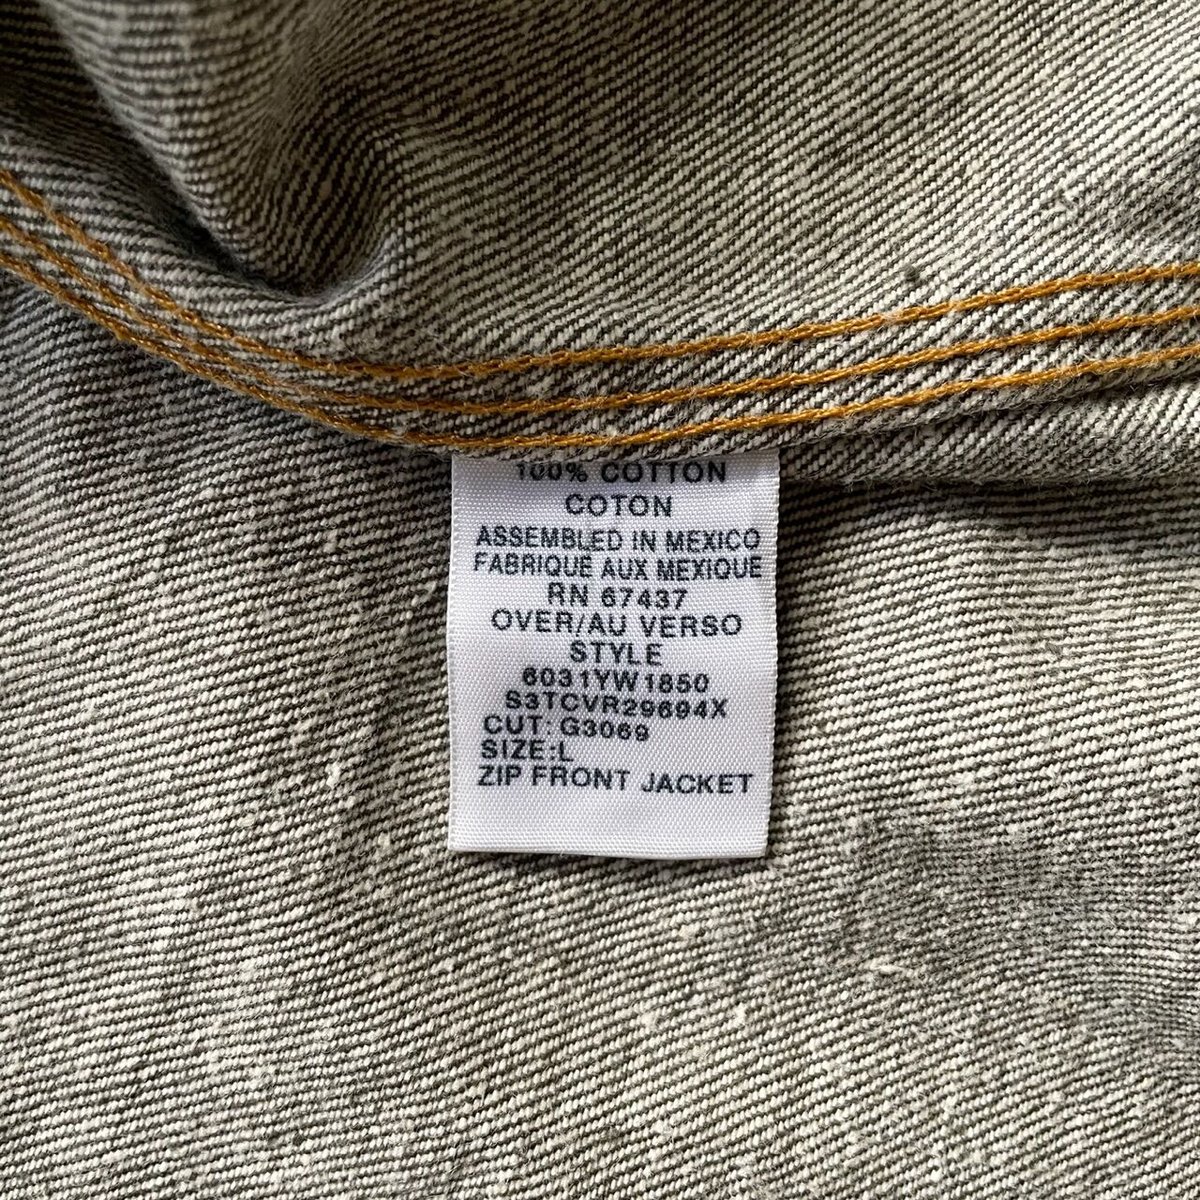 100% COTTON
COTON
ASSEMBLED IN MEXICO
FABRIQUE AUX MEXIQUE
RN 67437
OVER/AU VERSO
STYLE
6031YW1850
S3TCVR29694X
CUT: G3069
SIZE:L
ZIP FRONT JACKET